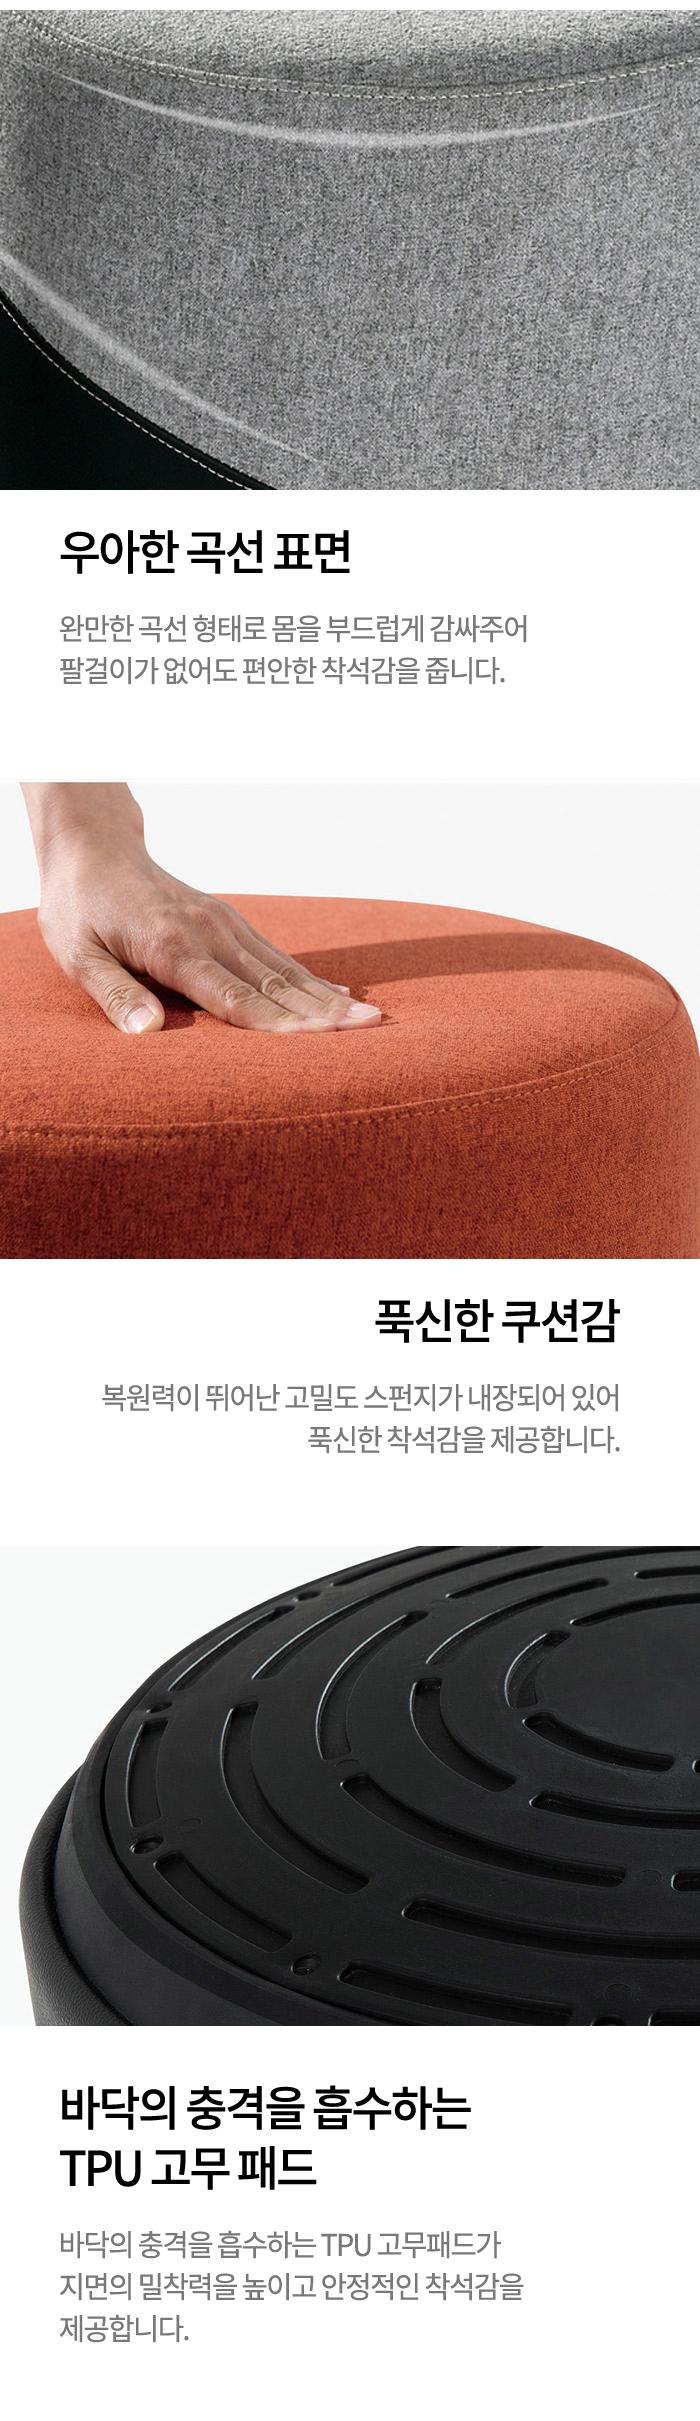 우아한 곡선 표면
완만한 곡선 형태로 몸을 부드럽게 감싸주어
팔걸이가 없어도 편안한 착석감을 줍니다.
푹신한 쿠션감
복원력이 뛰어난 고밀도 스펀지가 내장되어 있어
푹신한 착석감을 제공합니다.
바닥의 충격을 흡수하는
TPU 고무 패드
바닥의 충격을 흡수하는 TPU 고무패드가
지면의 밀착력을 높이고 안정적인 착석감을
제공합니다.